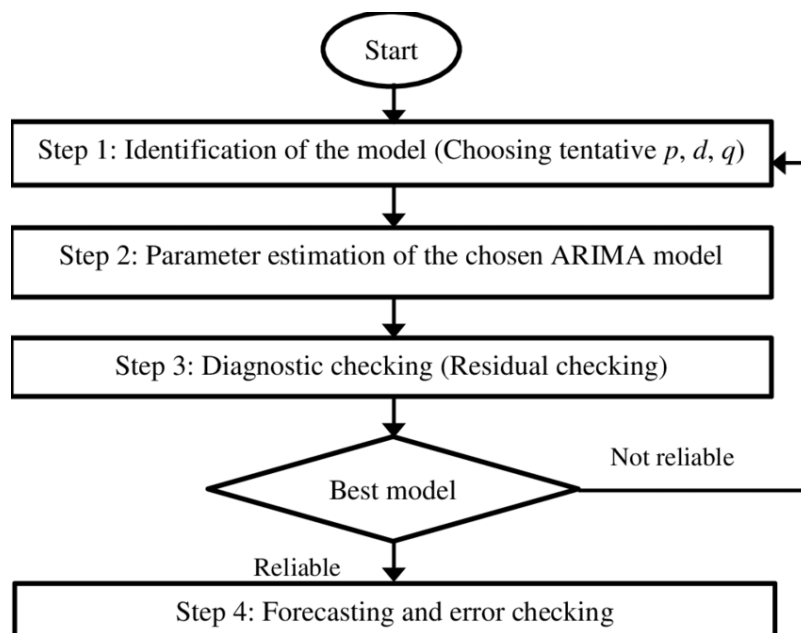 Start
Step 1: Identification of the model (Choosing tentative p, d, q)
Step 2: Parameter estimation of the chosen ARIMA model
Step 3: Diagnostic checking (Residual checking)
Not reliable
Best model
Reliable
Step 4: Forecasting and error checking